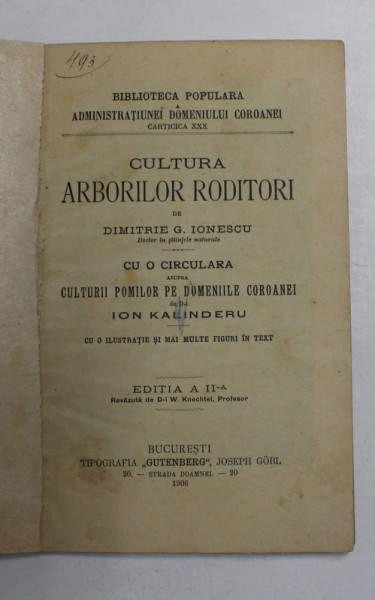 493
BIBLIOTECA POPULARA
A
ADMINISTRAȚIUNEI DOMENIULUI COROANEI
CARTICICA XXX
CULTURA
ARBORILOR RODITORI
DE
DIMITRIE G. IONESCU
Doctor în științele naturale
CU O CIRCULARA
ASUPRA
CULTURII POMILOR PE DOMENIILE COROANEI
de D-l
ION KALINDERU
CU O ILUSTRAȚIE ȘI MAI MULTE FIGURI ÎN TEXT
EDIȚIA A II-A
Revăzută de D-l W. Knechtel, Profesor
BUCUREȘTI
TIPOGRAFIA „GUTENBERG", JOSEPH GÖBL
20. — STRADA DOAMNEI. — 20
1906